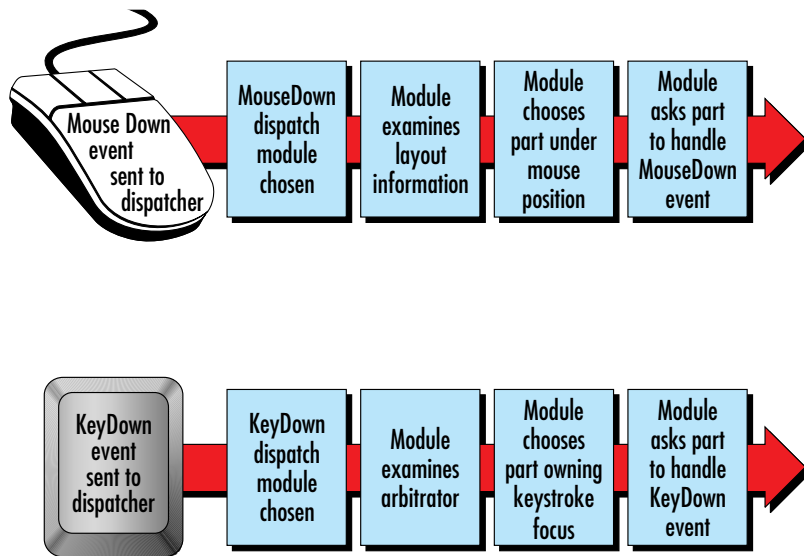 Mouse Down
event
sent to
dispatcher
MouseDown
dispatch
module
chosen
Module
examines
layout
information
Module
chooses
part under
mouse
position
Module
asks part
to handle
MouseDown
event
KeyDown
event
sent to
dispatcher
KeyDown
dispatch
module
chosen
Module
examines
arbitrator
Module
chooses
part owning
keystroke
focus
Module
asks part
to handle
KeyDown
event